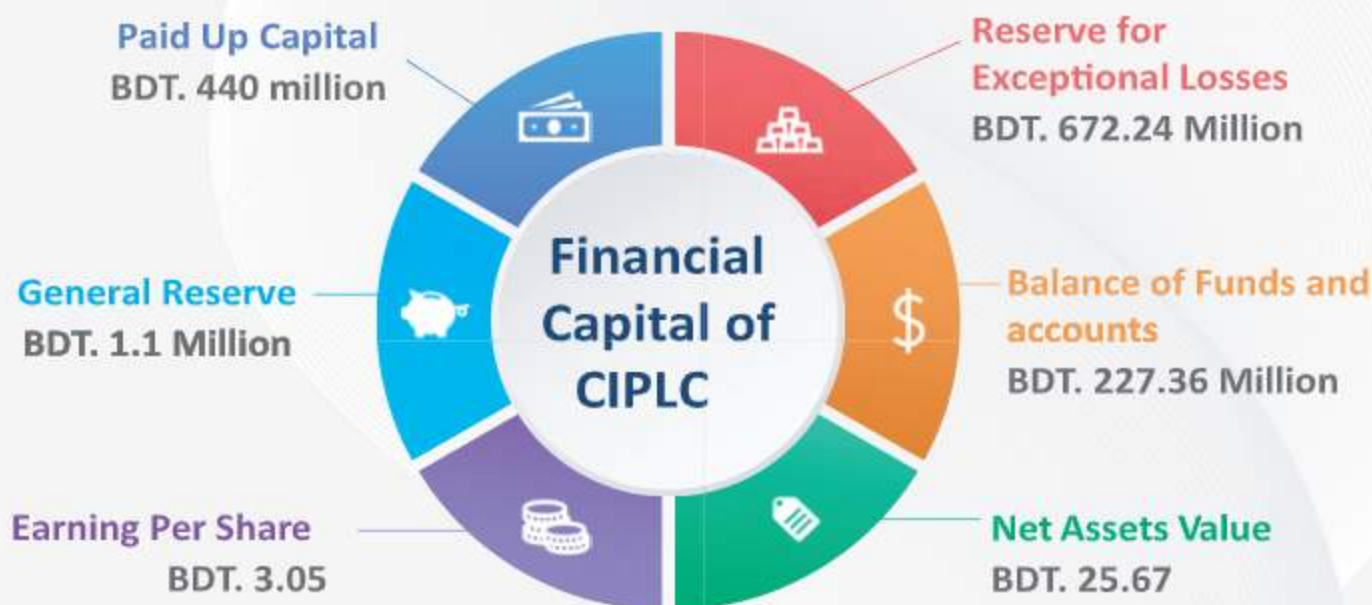 Paid Up Capital
BDT. 440 million
Reserve for
Exceptional Losses
BDT. 672.24 Million
General Reserve
BDT. 1.1 Million
Financial
Capital of
CIPLC
Balance of Funds and
accounts
BDT. 227.36 Million
Earning Per Share
BDT. 3.05
Net Assets Value
BDT. 25.67